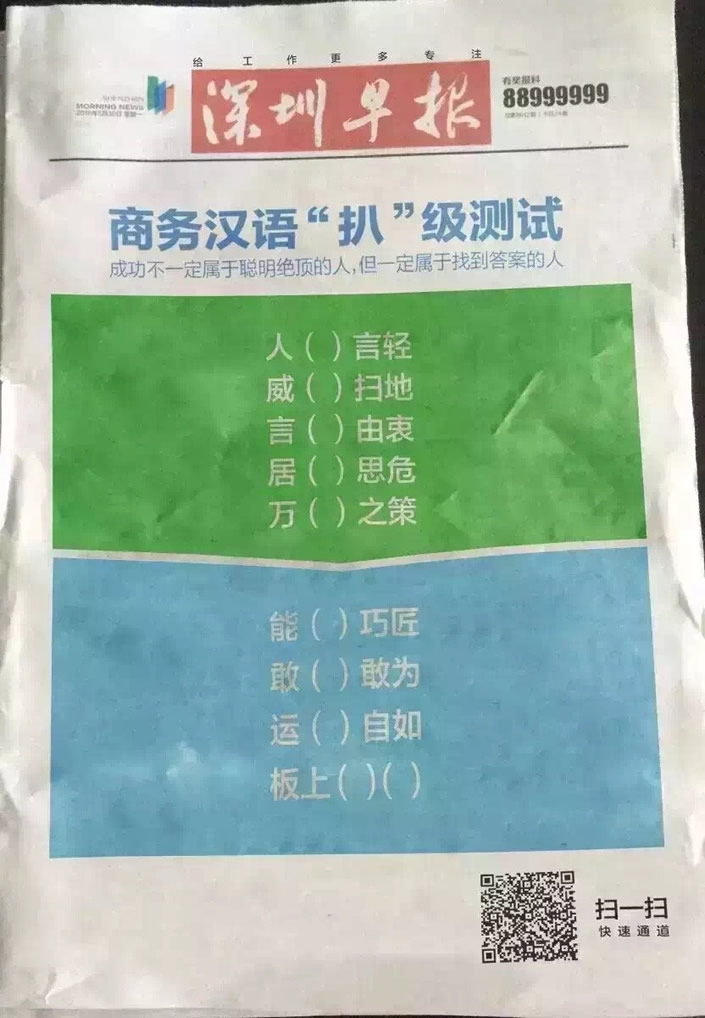 给工作更多专注
MORNING NEWS
深圳早报
有奖报料
88999999
商务汉语“扒”级测试
成功不一定属于聪明绝顶的人,但一定属于找到答案的人
人( )言轻
威( )扫地
言( )由衷
居( )思危
万( )之策
能( )巧匠
敢( )敢为
运( )自如
板上( )( )
扫一扫
快速通道